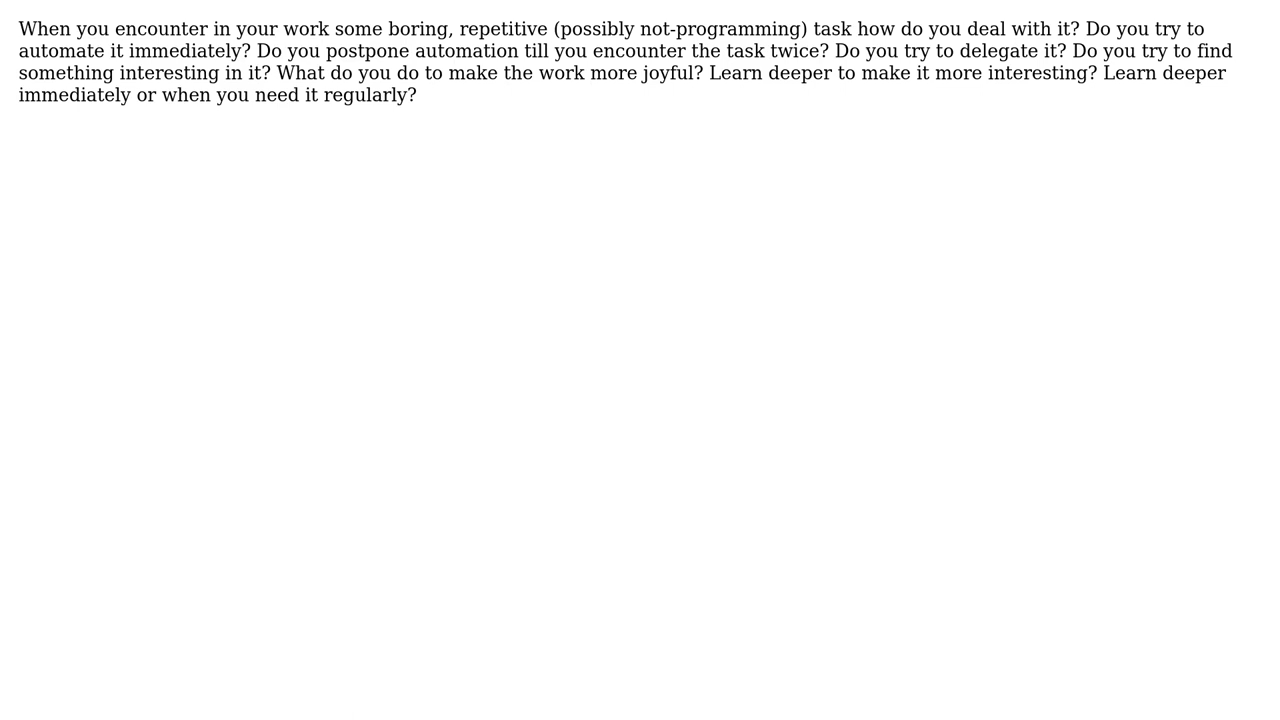 When you encounter in your work some boring, repetitive (possibly not-programming) task how do you deal with it? Do you try to
automate it immediately? Do you postpone automation till you encounter the task twice? Do you try to delegate it? Do you try to find
something interesting in it? What do you do to make the work more joyful? Learn deeper to make it more interesting? Learn deeper
immediately or when you need it regularly?